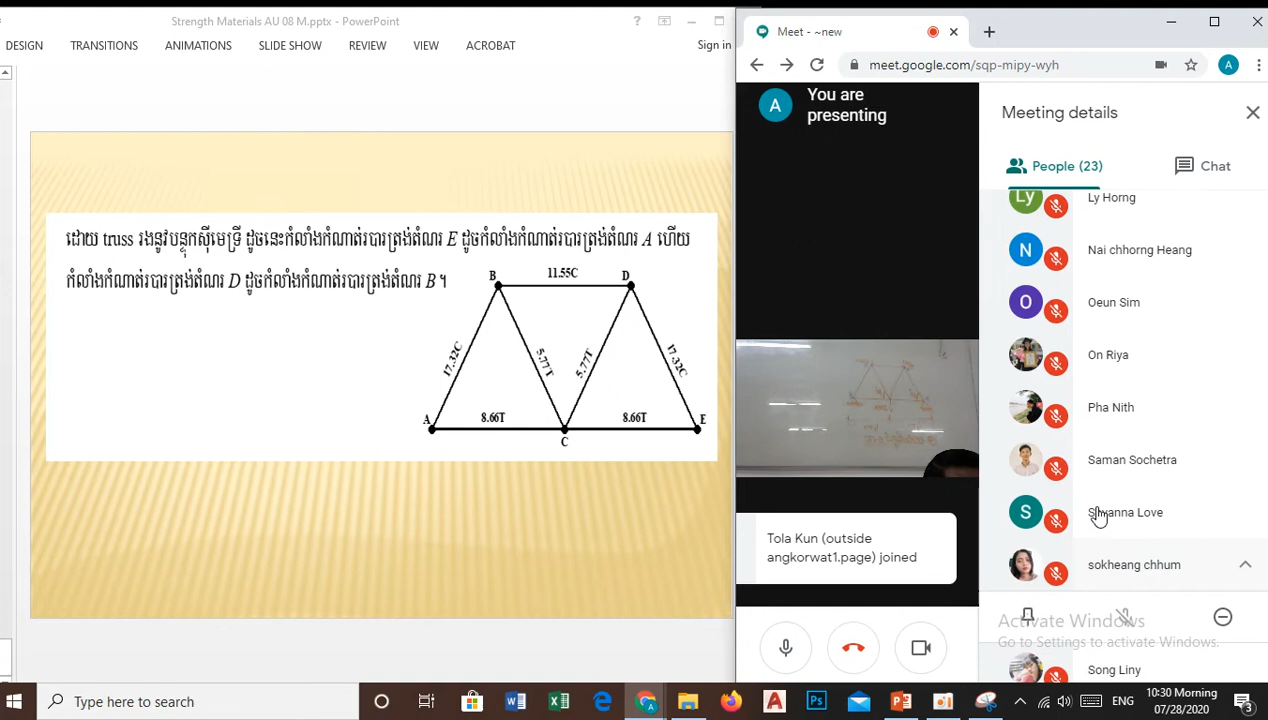 Strength Materials AU 08 M.pptx - PowerPoint
?
DESIGN TRANSITIONS ANIMATIONS SLIDE SHOW REVIEW VIEW ACROBAT Sign in
ដោយ truss រងនូវបន្ទុកស៊ីមេទ្រី ដូចនេះកំលាំងកំណាត់របារត្រង់តំណរ E ដូចកំលាំងកំណាត់របារត្រង់តំណរ A ហើយ
កំលាំងកំណាត់របារត្រង់តំណរ D ដូចកំលាំងកំណាត់របារត្រង់តំណរ B ។
B 11.55C D
17.32C 5.77T 5.77T 17.32C
A 8.66T C 8.66T E
Meet - ~new
meet.google.com/sqp-mipy-wyh
A
A
You are
presenting
Tola Kun (outside
angkorwat1.page) joined
Meeting details
People (23) Chat
Ly Ly Horng
N Nai chhorng Heang
O Oeun Sim
On Riya
Pha Nith
Saman Sochetra
S
sokheang chhum
Activate Windows
Go to Settings to activate Windows.
Song Liny
Type here to search
ENG
10:30 Morning
07/28/2020
3